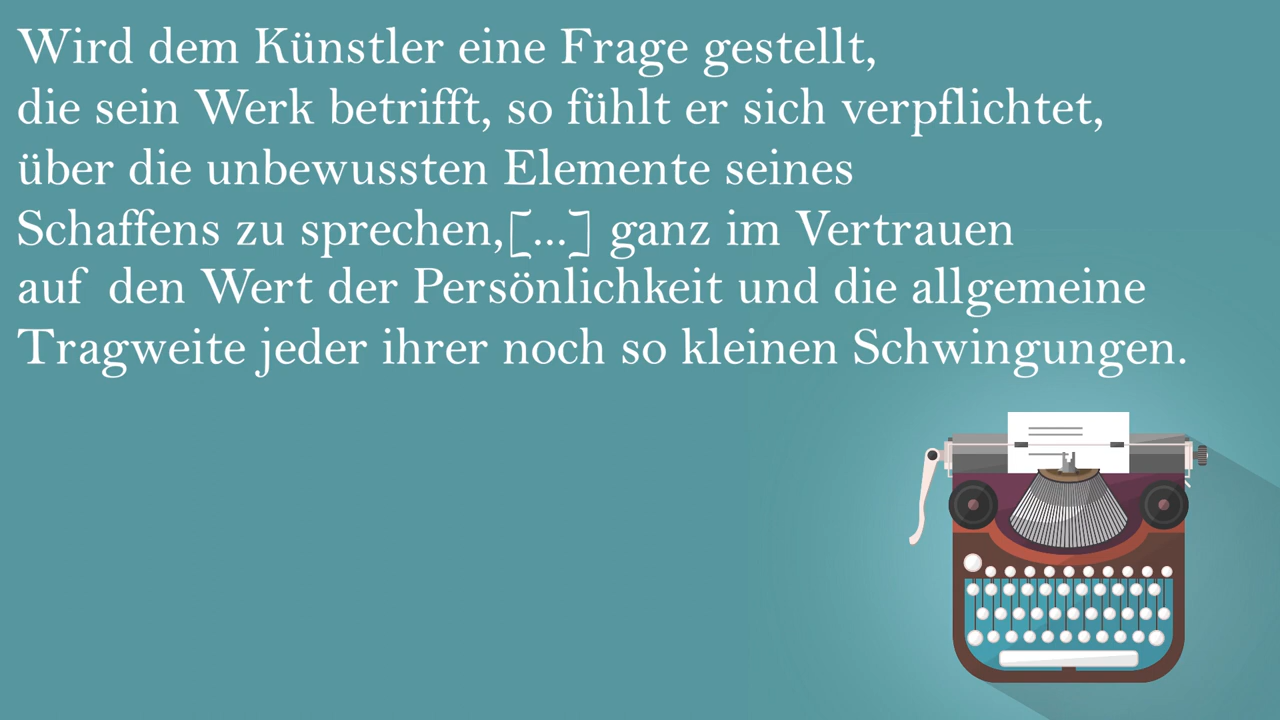 Wird dem Künstler eine Frage gestellt,
die sein Werk betrifft, so fühlt er sich verpflichtet,
über die unbewussten Elemente seines
Schaffens zu sprechen,[...] ganz im Vertrauen
auf den Wert der Persönlichkeit und die allgemeine
Tragweite jeder ihrer noch so kleinen Schwingungen.